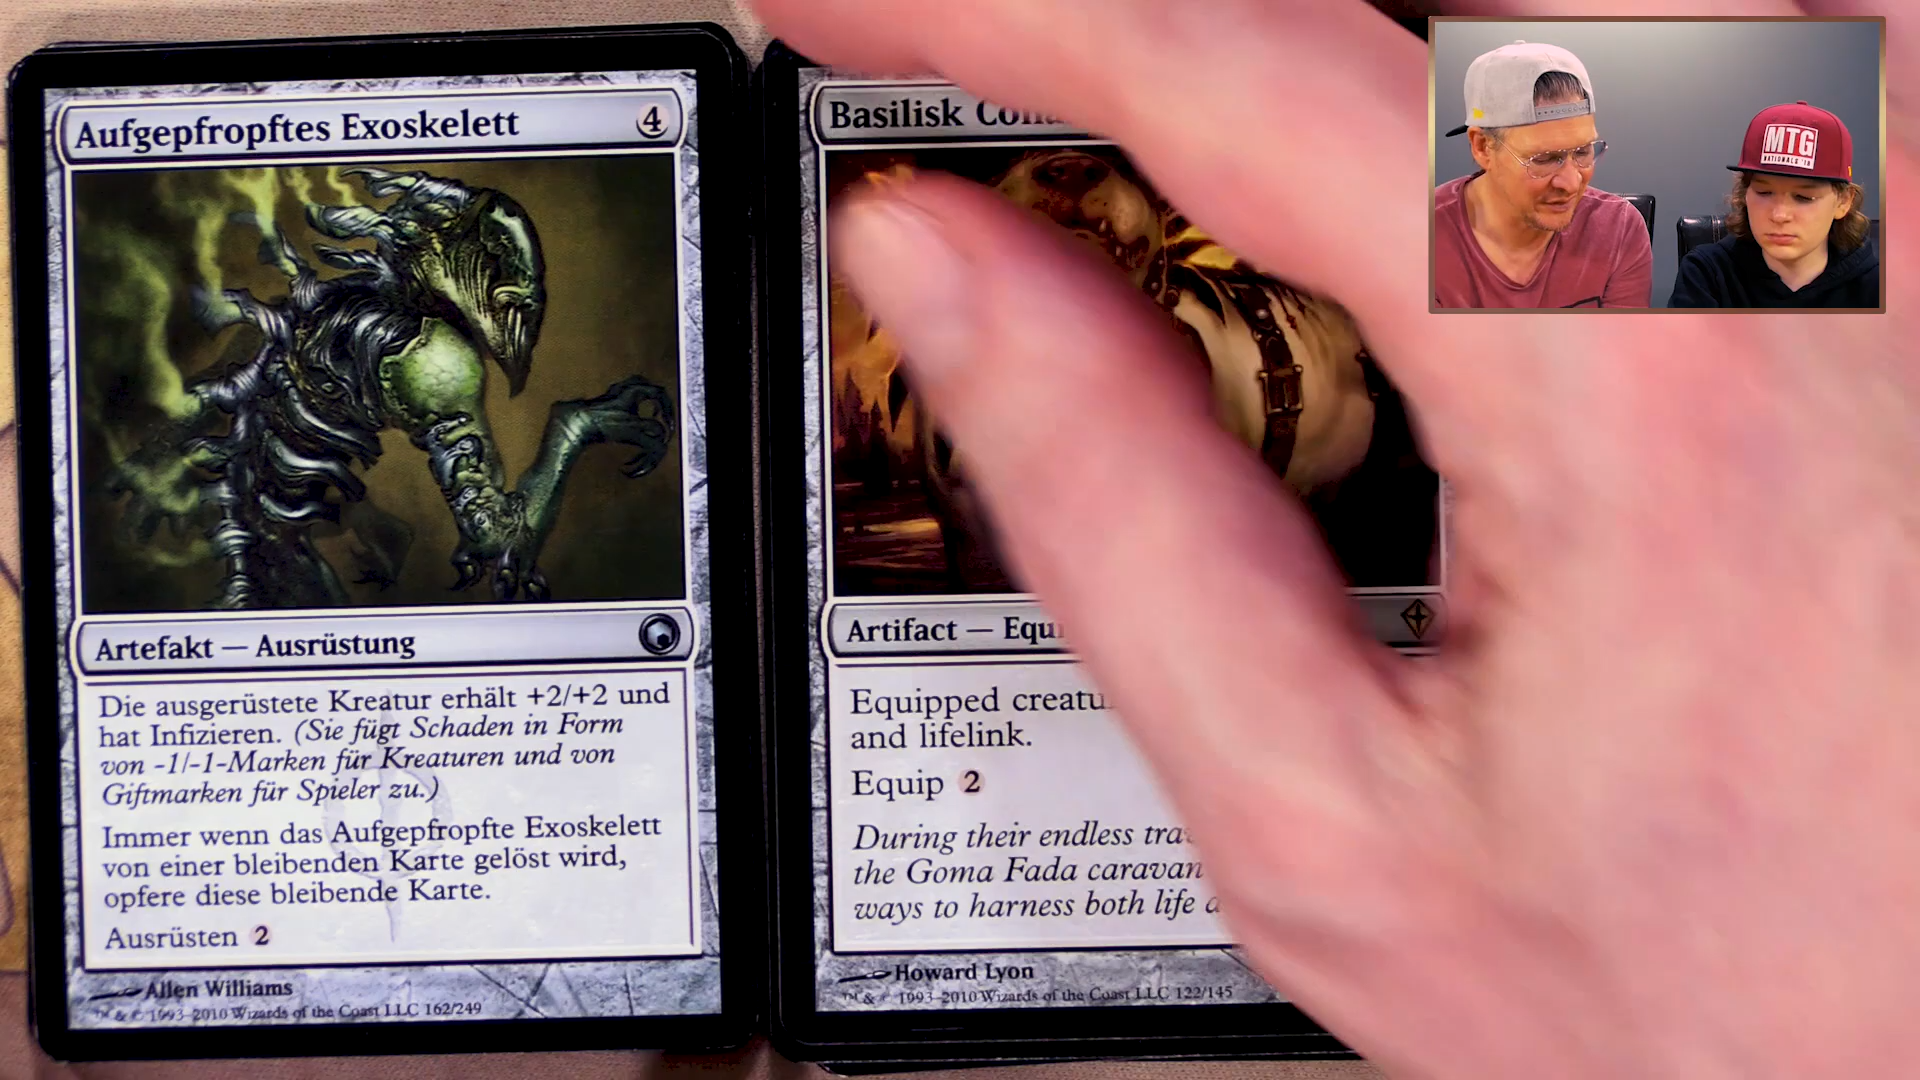 Aufgepfropftes Exoskelett 4
Artefakt — Ausrüstung
Die ausgerüstete Kreatur erhält +2/+2 und
hat Infizieren. (Sie fügt Schaden in Form
von -1/-1-Marken für Kreaturen und von
Giftmarken für Spieler zu.)
Immer wenn das Aufgepfropfte Exoskelett
von einer bleibenden Karte gelöst wird,
opfere diese bleibende Karte.
Ausrüsten 2
Allen Williams
™ & © 1993-2010 Wizards of the Coast LLC 162/249
Basilisk
Artifact — Equ
Equipped creatu
and lifelink.
Equip 2
During their endless tra
the Goma Fada caravan
ways to harness both life
Howard Lyon
™ & © 1993-2010 Wizards of the Coast LLC 122/145
MTG
NATIONALS '18